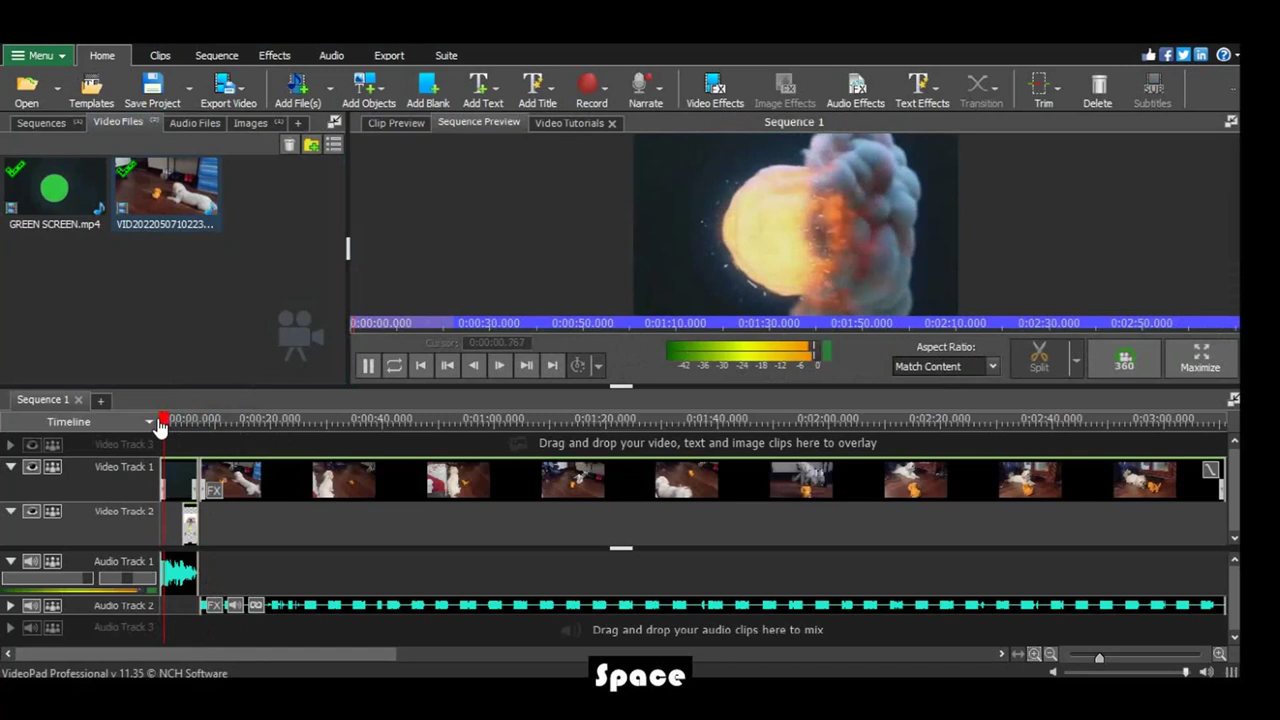 Menu Home Clips Sequence Effects Audio Export Suite
Open Templates Save Project Export Video Add File(s) Add Objects Add Blank Add Text Add Title Record Narrate Video Effects Image Effects Audio Effects Text Effects Transition Trim Delete Subtitles
Sequences Video Files Audio Files Images + Clip Preview Sequence Preview Video Tutorials Sequence 1
GREEN SCREEN.mp4 VID2022050710223...
0:00:00.000 0:00:30.000 0:00:50.000 0:01:10.000 0:01:30.000 0:01:50.000 0:02:10.000 0:02:30.000 0:02:50.000
Cursor: 0:00:00.767 Aspect Ratio:
-42 -36 -30 -24 -18 -12 -6 0 Match Content Split 360 Maximize
Sequence 1
Timeline 00:00.000 0:00:20.000 0:00:40.000 0:01:00.000 0:01:20.000 0:01:40.000 0:02:00.000 0:02:20.000 0:02:40.000 0:03:00.000
Video Track 3 Drag and drop your video, text and image clips here to overlay
Video Track 1
FX
Video Track 2
Audio Track 1
Audio Track 2 FX
Audio Track 3 Drag and drop your audio clips here to mix
VideoPad Professional v 11.35 © NCH Software
Space